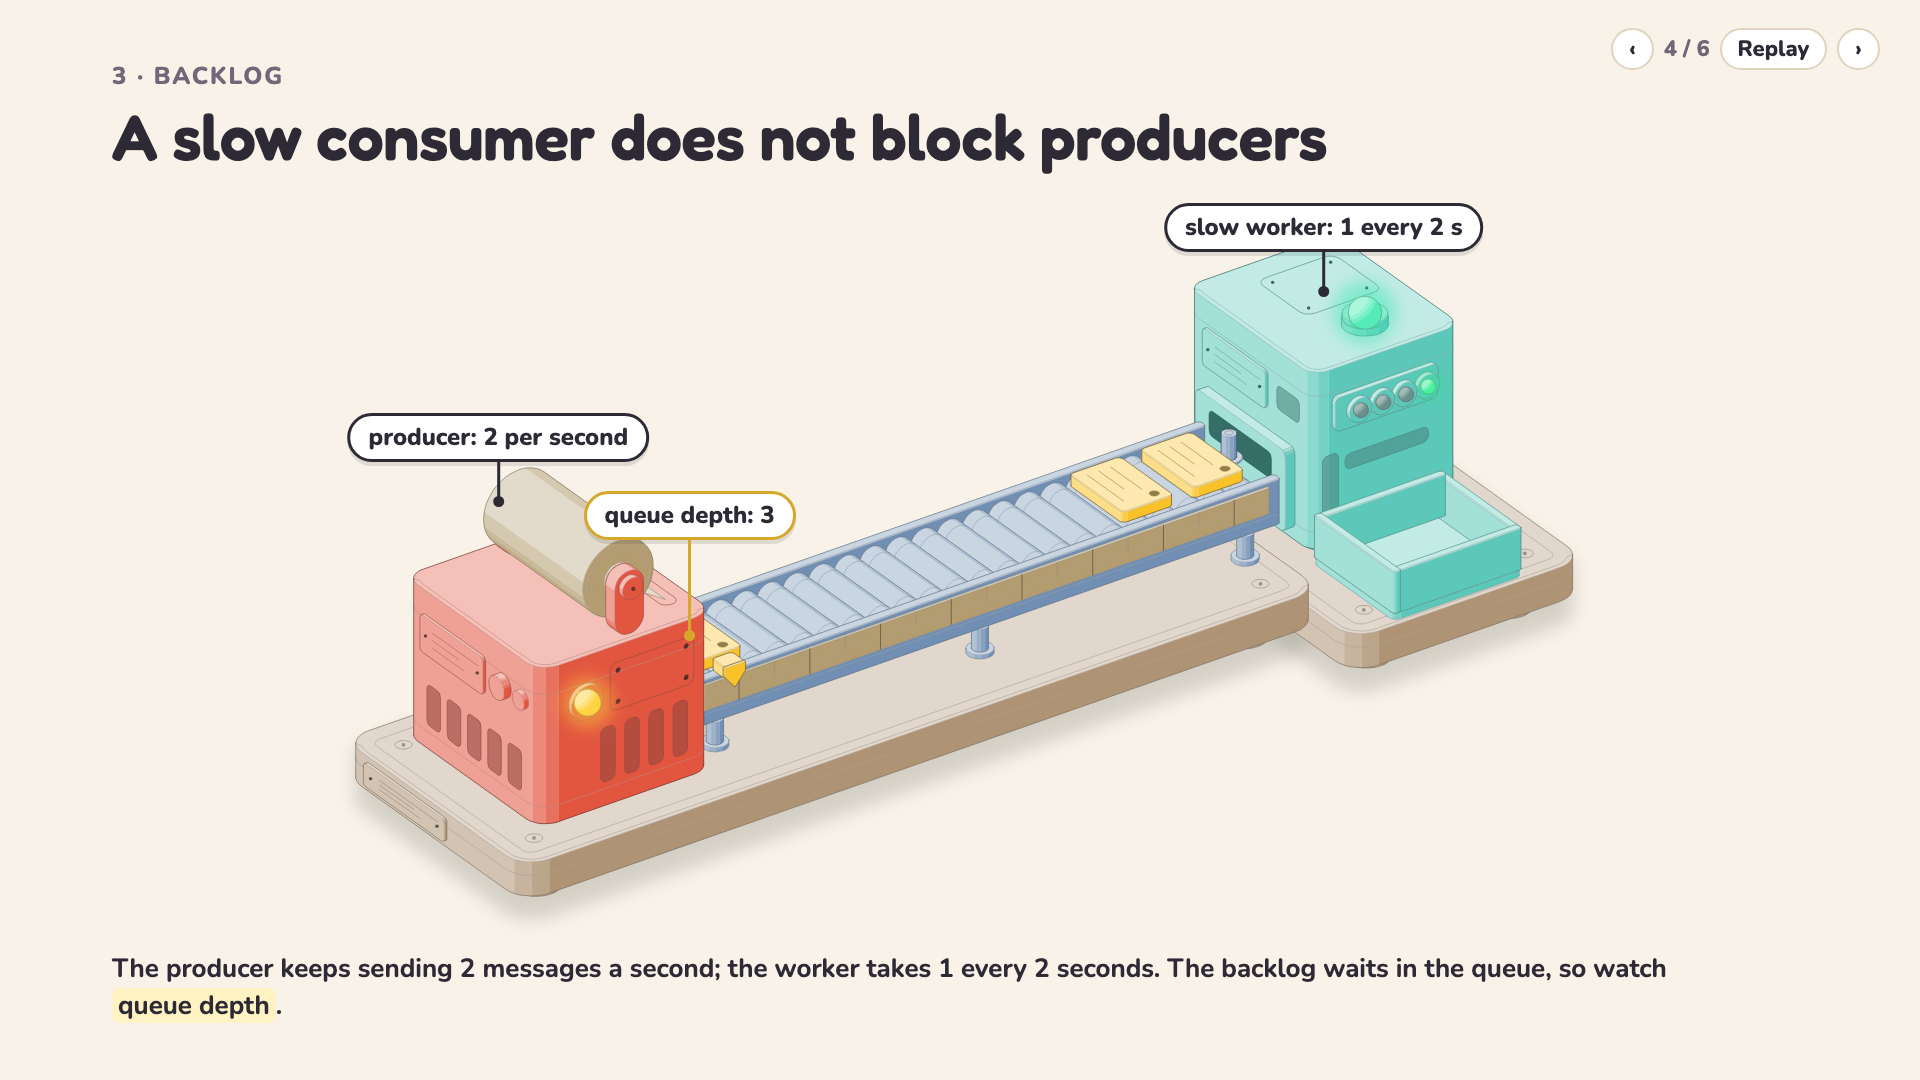 3 · BACKLOG
A slow consumer does not block producers
‹ 4 / 6 Replay ›
slow worker: 1 every 2 s
producer: 2 per second
queue depth: 3
The producer keeps sending 2 messages a second; the worker takes 1 every 2 seconds. The backlog waits in the queue, so watch
queue depth.